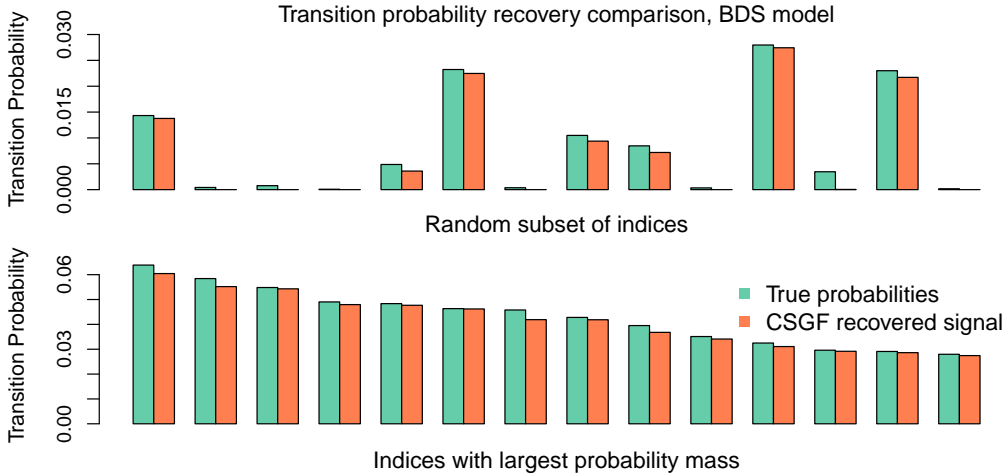 Transition probability recovery comparison, BDS model
Transition Probability
0.030
0.015
0.000
Random subset of indices
Transition Probability
0.06
0.03
0.00
True probabilities
CSGF recovered signal
Indices with largest probability mass